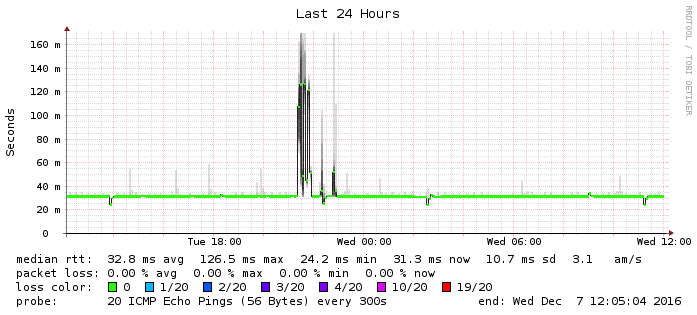 Last 24 Hours
RRDTOOL / TOBI OETIKER
Seconds
160 m
140 m
120 m
100 m
80 m
60 m
40 m
20 m
0
Tue 18:00 Wed 00:00 Wed 06:00 Wed 12:00
median rtt: 32.8 ms avg 126.5 ms max 24.2 ms min 31.3 ms now 10.7 ms sd 3.1 am/s
packet loss: 0.00 % avg 0.00 % max 0.00 % min 0.00 % now
loss color: 0 1/20 2/20 3/20 4/20 10/20 19/20
probe: 20 ICMP Echo Pings (56 Bytes) every 300s end: Wed Dec 7 12:05:04 2016